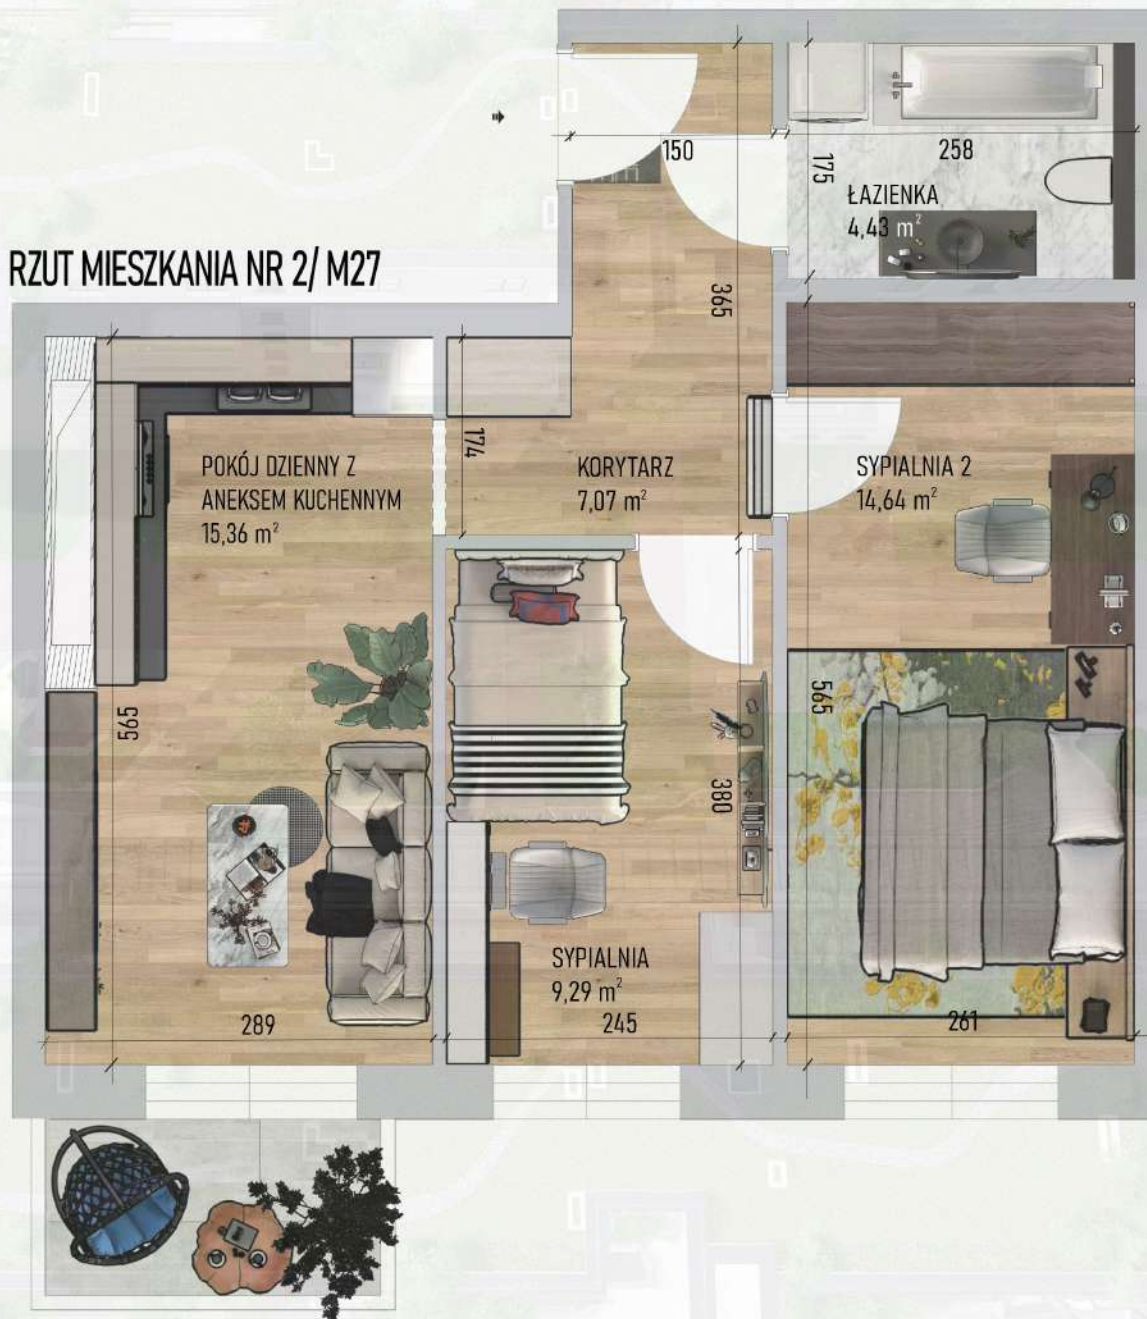 150
258
175
ŁAZIENKA
4,43 m²
RZUT MIESZKANIA NR 2/ M27
365
174
POKÓJ DZIENNY Z
ANEKSEM KUCHENNYM
15,36 m²
KORYTARZ
7,07 m²
SYPIALNIA 2
14,64 m²
565
565
380
SYPIALNIA
9,29 m²
289
245
261